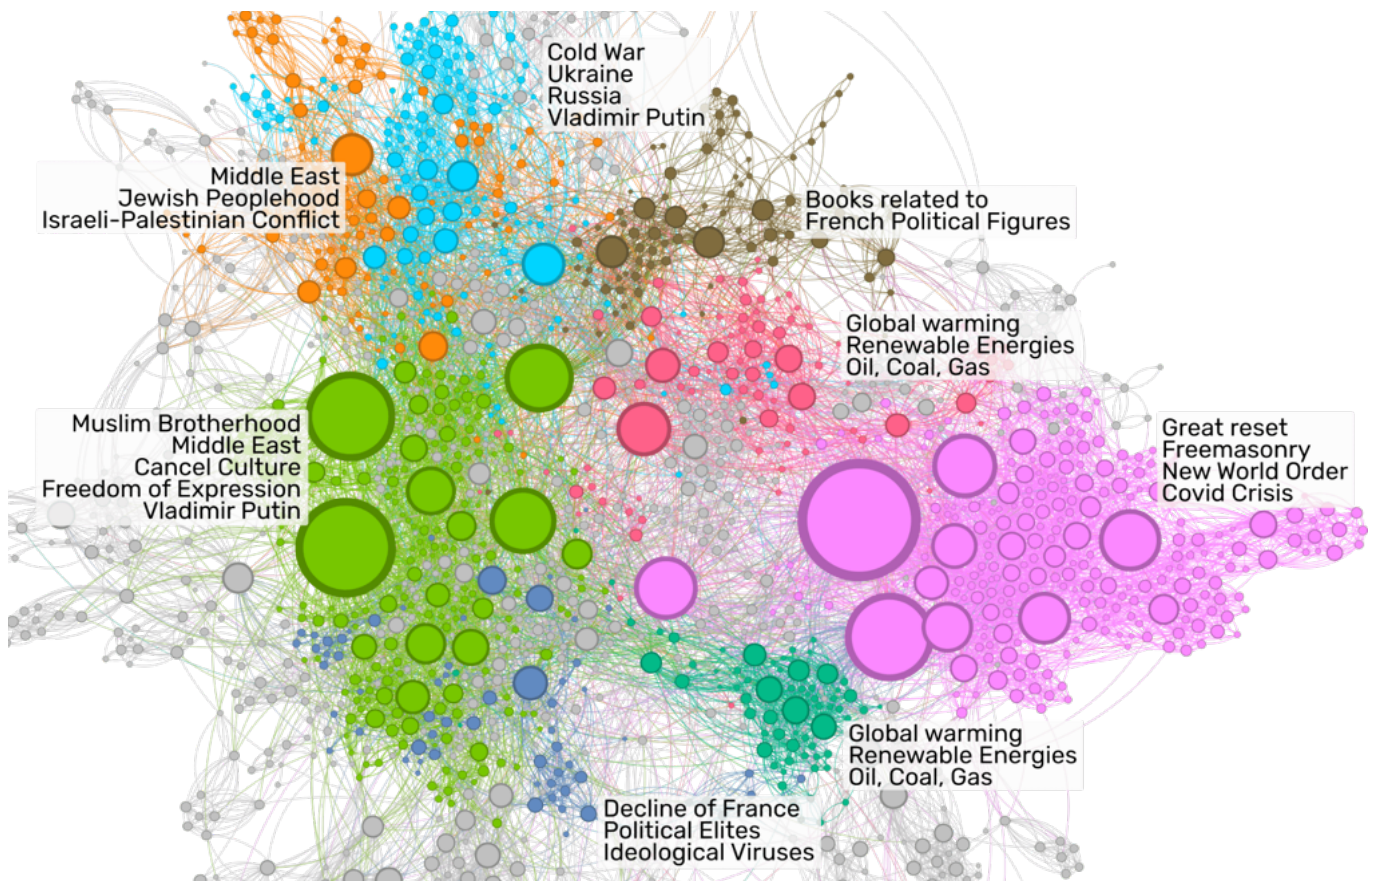 Cold War
Ukraine
Russia
Vladimir Putin
Middle East
Jewish Peoplehood
Israeli-Palestinian Conflict
Books related to
French Political Figures
Global warming
Renewable Energies
Oil, Coal, Gas
Muslim Brotherhood
Middle East
Cancel Culture
Freedom of Expression
Vladimir Putin
Great reset
Freemasonry
New World Order
Covid Crisis
Global warming
Renewable Energies
Oil, Coal, Gas
Decline of France
Political Elites
Ideological Viruses